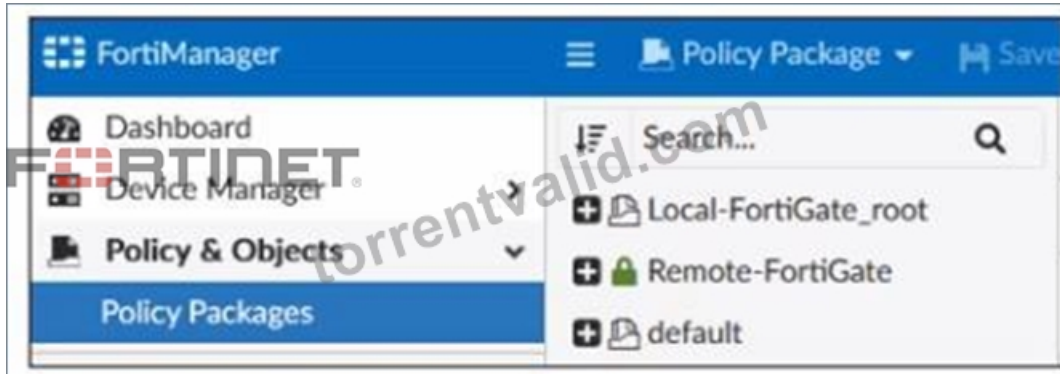 FortiManager
Policy Package
Save
Dashboard
Search...
FORTINET
Device Manager
Local-FortiGate_root
torrentvalid.com
Policy & Objects
Remote-FortiGate
Policy Packages
default